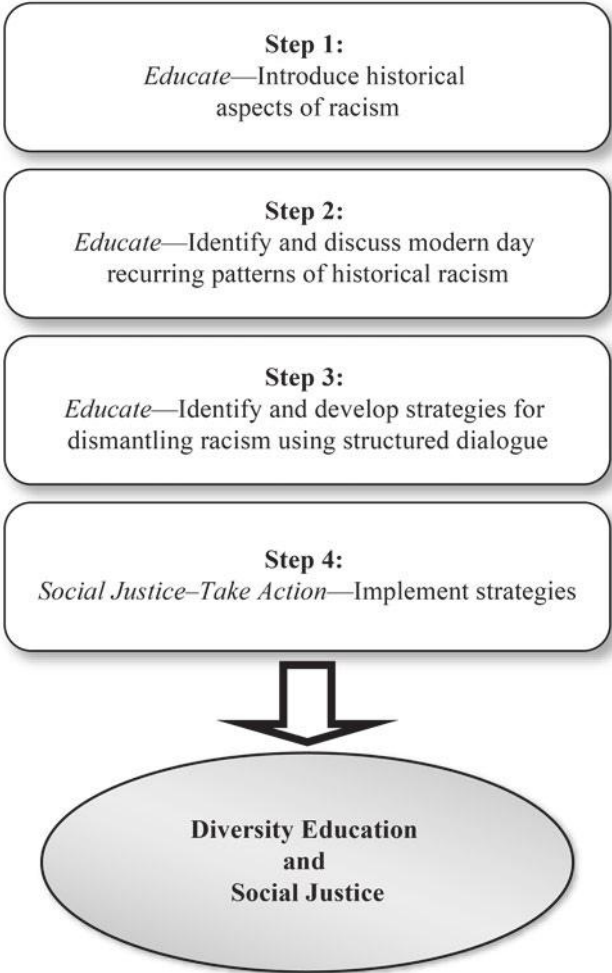 Step 1:
Educate—Introduce historical
aspects of racism
Step 2:
Educate—Identify and discuss modern day
recurring patterns of historical racism
Step 3:
Educate—Identify and develop strategies for
dismantling racism using structured dialogue
Step 4:
Social Justice–Take Action—Implement strategies
Diversity Education
and
Social Justice